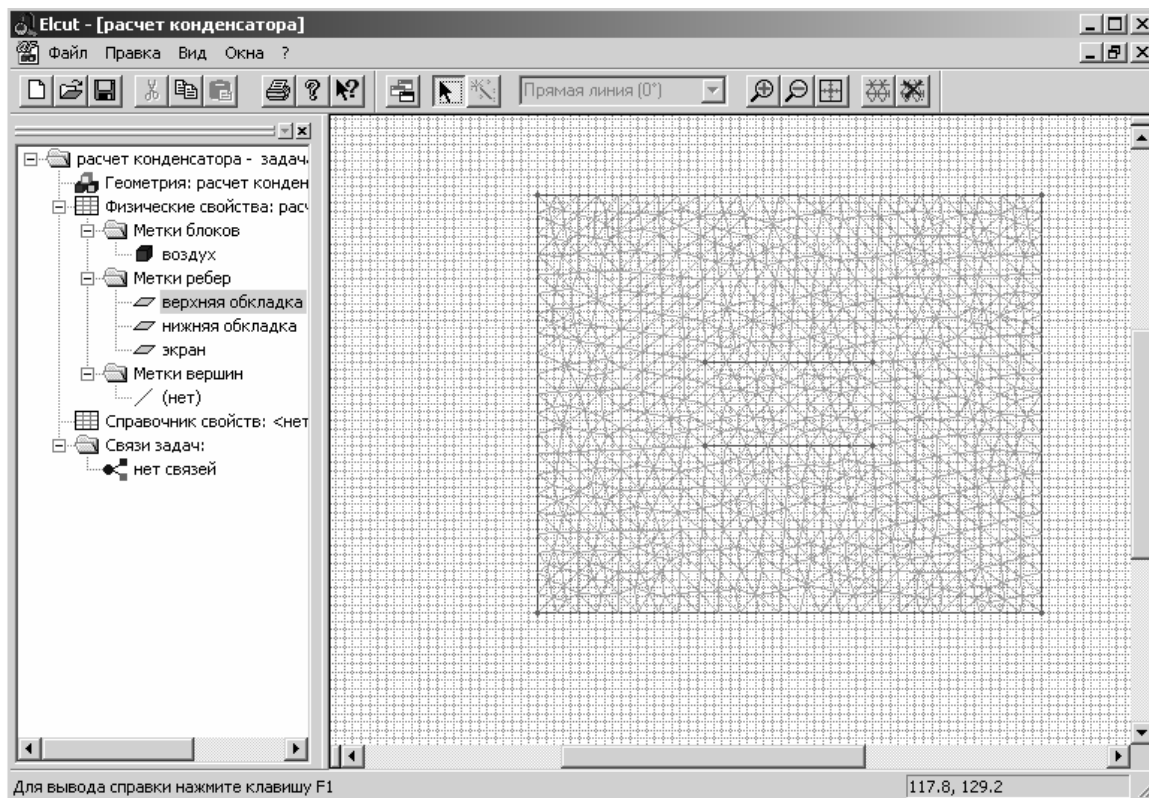 Elcut - [расчет конденсатора]
Файл Правка Вид Окна ?
Прямая линия (0°)
расчет конденсатора - задач
Геометрия: расчет конден
Физические свойства: рас
Метки блоков
воздух
Метки ребер
верхняя обкладка
нижняя обкладка
экран
Метки вершин
(нет)
Справочник свойств: <нет
Связи задач:
нет связей
Для вывода справки нажмите клавишу F1
117.8, 129.2